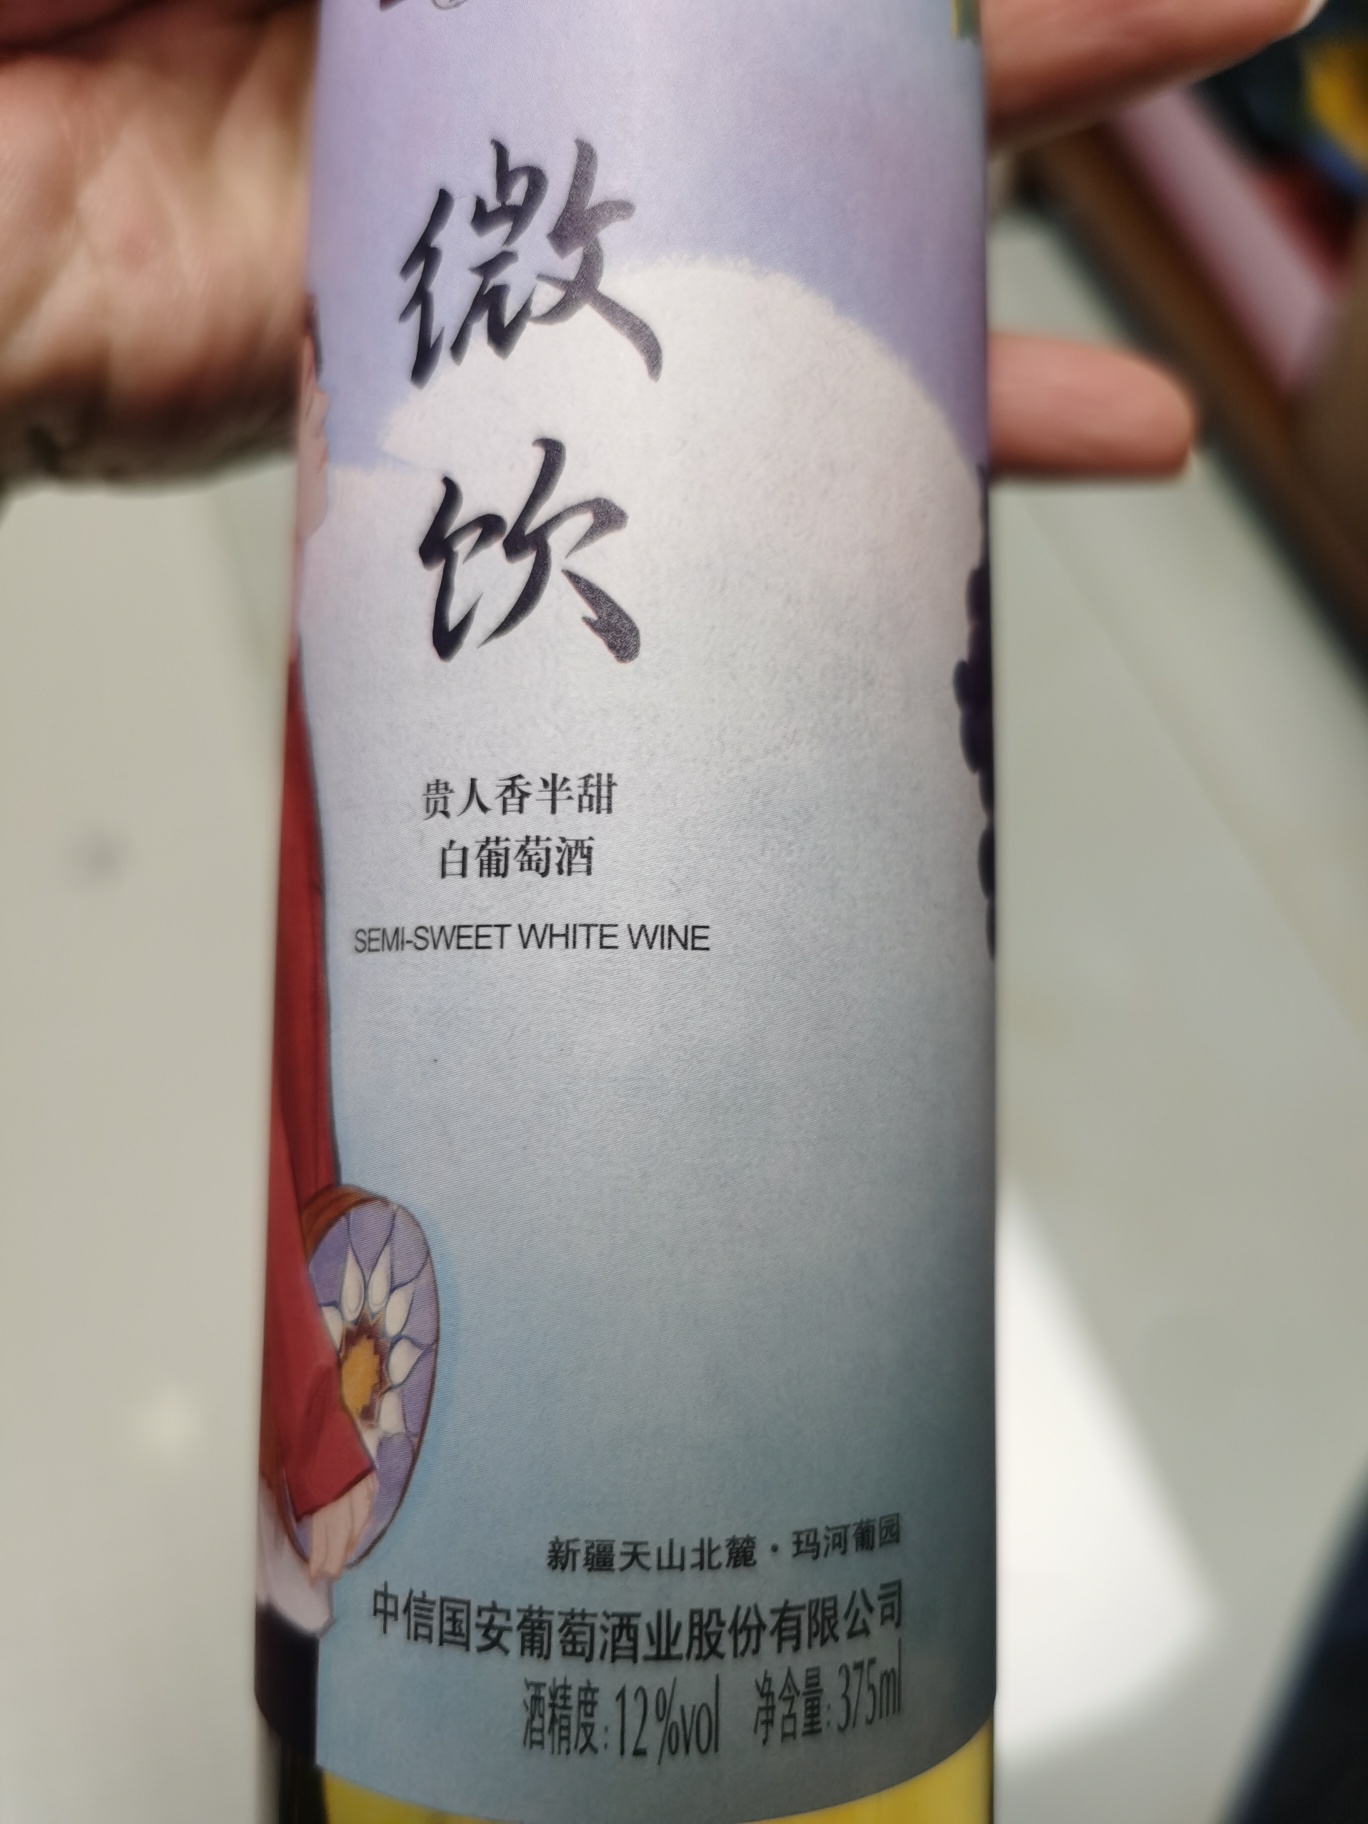 微
饮
贵人香半甜
白葡萄酒
SEMI-SWEET WHITE WINE
新疆天山北麓·玛河葡园
中信国安葡萄酒业股份有限公司
酒精度:12%vol 净含量:375ml